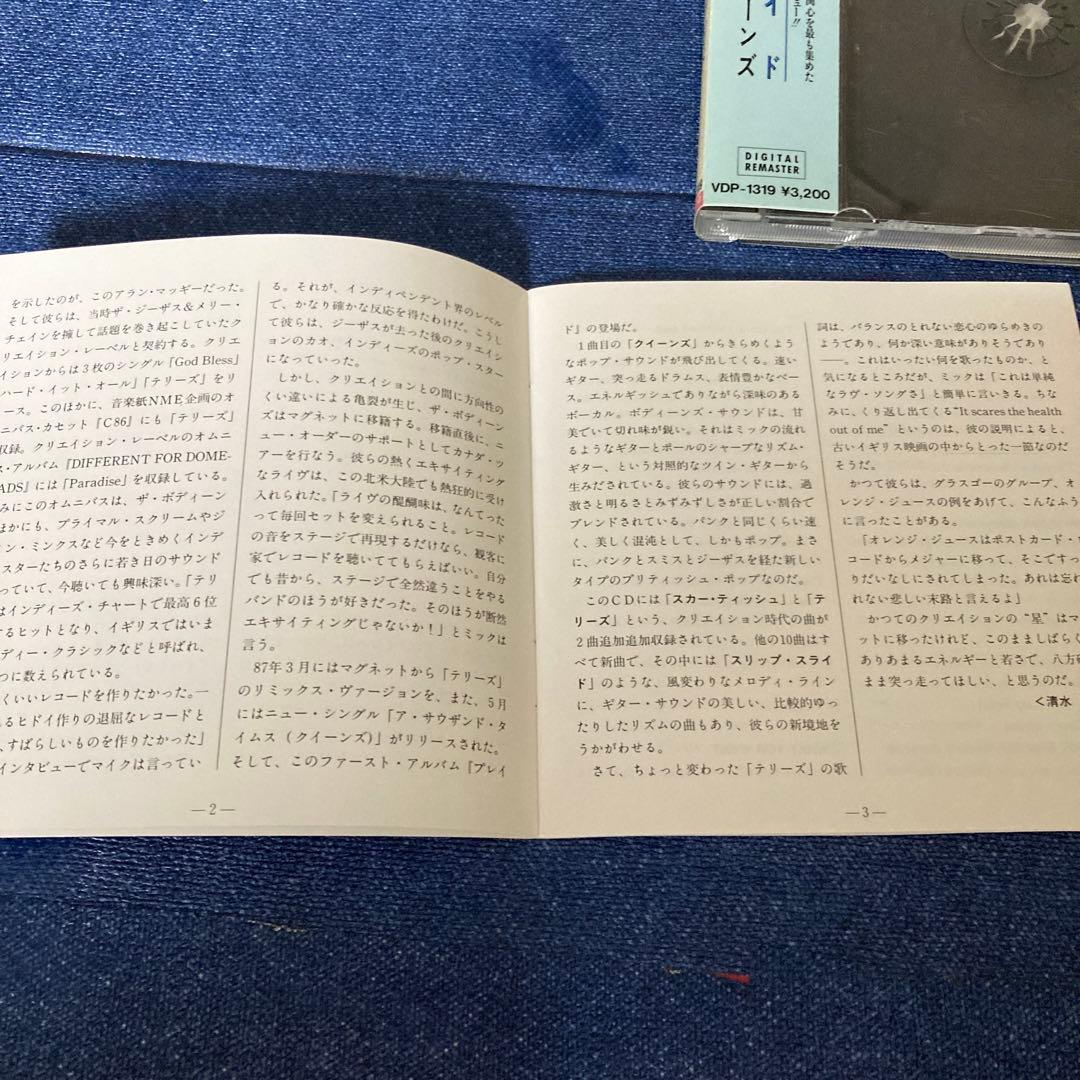 関心を最も集めた
ュー!!
イド
ーンズ
DIGITAL
REMASTER
VDP-1319 ¥3,200
を示したのが、このアラン・マッギーだった。
そして彼らは、当時ザ・ジーザス&メリー・
チェインを擁して話題を巻き起こしていたク
リエイション・レーベルと契約する。クリエ
イションからは3枚のシングル「God Bless」
ハード・イット・オール」「テリーズ」をリ
ース。このほかに、音楽紙NME企画のオ
ニバス・カセット『C86』にも「テリーズ」
収録。クリエイション・レーベルのオムニ
ス・アルバム『DIFFERENT FOR DOME-
ADS』には「Paradise」を収録している。
みにこのオムニバスは、ザ・ボディーン
ほかにも、プライマル・スクリームやジ
ン・ミンクスなど今をときめくインデ
スターたちのさらに若き日のサウンド
っていて、今聴いても興味深い。「テリ
はインディーズ・チャートで最高6位
するヒットとなり、イギリスではいま
ディー・クラシックなどと呼ばれ、
つに数えられている。
くいいレコードを作りたかった。一
るヒドイ作りの退屈なレコードと
、すばらしいものを作りたかった」
インタビューでマイクは言ってい
る。それが、インディペンデント界のレベル
で、かなり確かな反応を得たわけだ。こうし
て彼らは、ジーザスが去った後のクリエイシ
ョンのカオ、インディーズのポップ・スター
になっていった。
しかし、クリエイションとの間に方向性の
くい違いによる亀裂が生じ、ザ・ボディーン
ズはマグネットに移籍する。移籍直後に、ニ
ュー・オーダーのサポートとしてカナダ・ツ
アーを行なう。彼らの熱くエキサイティング
なライヴは、この北米大陸でも熱狂的に受け
入れられた。「ライヴの醍醐味は、なんてった
って毎回セットを変えられること。レコード
の音をステージで再現するだけなら、観客に
家でレコードを聴いててもらえばいい。自分
でも昔から、ステージで全然違うことをやる
バンドのほうが好きだった。そのほうが断然
エキサイティングじゃないか!」とミックは
言う。
87年3月にはマグネットから「テリーズ」
のリミックス・ヴァージョンを、また、5月
にはニュー・シングル「ア・サウザンド・タ
イムス(クイーンズ)」がリリースされた。
そして、このファースト・アルバム『プレイ
—2—
ド』の登場だ。
1曲目の「クイーンズ」からきらめくよう
なポップ・サウンドが飛び出してくる。速い
ギター、突っ走るドラムス、表情豊かなベー
ス。エネルギッシュでありながら深味のある
ボーカル。ボディーンズ・サウンドは、甘
美でいて切れ味が鋭い。それはミックの流れ
るようなギターとポールのシャープなリズム・
ギター、という対照的なツイン・ギターから
生みだされている。彼らのサウンドには、過
激さと明るさとみずみずしさが正しい割合で
ブレンドされている。パンクと同じくらい速
く、美しく混沌として、しかもポップ。まさ
に、パンクとスミスとジーザスを経た新しい
タイプのブリティッシュ・ポップなのだ。
このCDには「スカー・ティッシュ」と「テ
リーズ」という、クリエイション時代の曲が
2曲追加追加収録されている。他の10曲はす
べて新曲で、その中には「スリップ・スライ
ド」のような、風変わりなメロディ・ライン
に、ギター・サウンドの美しい、比較的ゆっ
たりしたリズムの曲もあり、彼らの新境地を
うかがわせる。
さて、ちょっと変わった「テリーズ」の歌
詞は、バランスのとれない恋心のゆらめきの
ようであり、何か深い意味がありそうであり
——。これはいったい何を歌ったものか、と
気になるところだが、ミックは「これは単純
なラヴ・ソングさ」と簡単に言いきる。ちな
みに、くり返し出てくる“It scares the health
out of me” というのは、彼の説明によると、
古いイギリス映画の中からとった一節なのだ
そうだ。
かつて彼らは、グラスゴーのグループ、オ
レンジ・ジュースの例をあげて、こんなふう
に言ったことがある。
「オレンジ・ジュースはポストカード・
コードからメジャーに移って、そこですっ
りだいなしにされてしまった。あれは忘れ
れない悲しい末路と言えるよ」
かつてのクリエイションの“星”はマ
ットに移ったけれど、このまましばらく
ありあまるエネルギーと若さで、八方
まま突っ走ってほしい、と思うのだ。
<清水
—3—